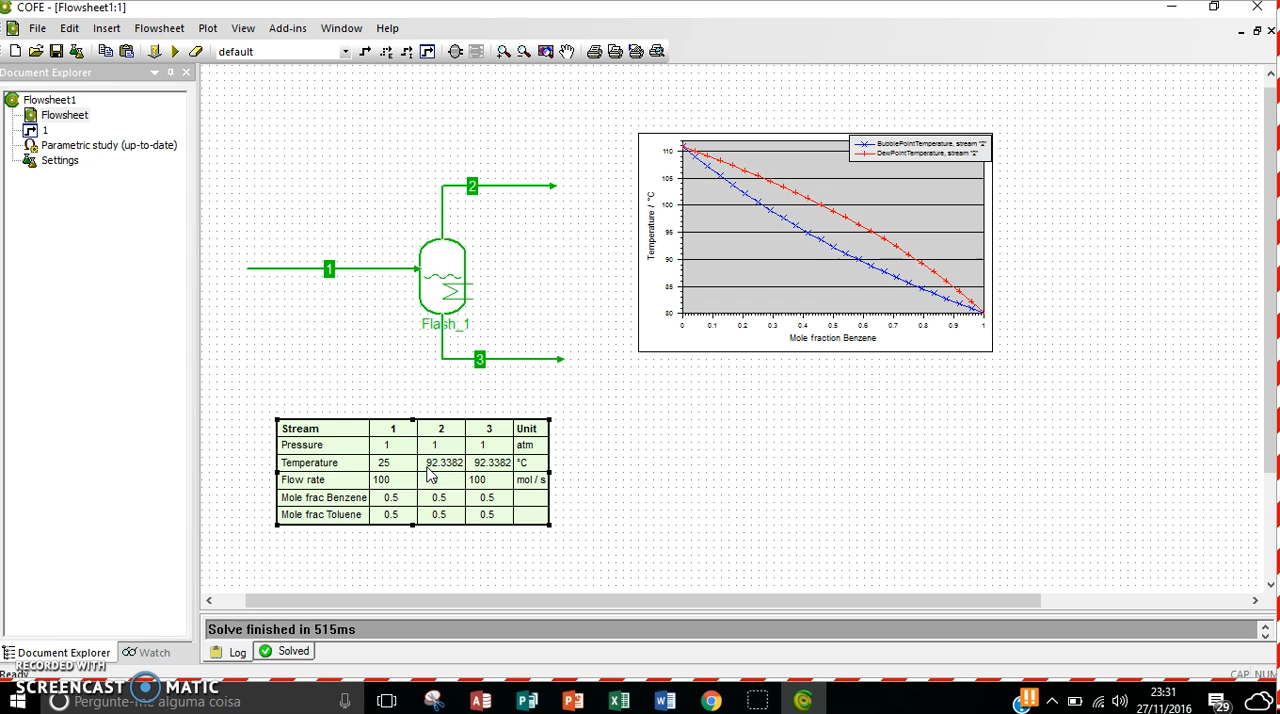 COFE - [Flowsheet1:1]
File Edit Insert Flowsheet Plot View Add-ins Window Help
default
Document Explorer
Flowsheet1
Flowsheet
1
Parametric study (up-to-date)
Settings
2
1
Flash_1
3
BubblePointTemperature, stream "2"
DewPointTemperature, stream "2"
110
105
100
95
90
85
80
Temperature / °C
0 0.1 0.2 0.3 0.4 0.5 0.6 0.7 0.8 0.9 1
Mole fraction Benzene
Stream 1 2 3 Unit
Pressure 1 1 1 atm
Temperature 25 92.3382 92.3382 °C
Flow rate 100 100 mol / s
Mole frac Benzene 0.5 0.5 0.5
Mole frac Toluene 0.5 0.5 0.5
Solve finished in 515ms
Document Explorer Watch
Log Solved
Ready
CAP NUM
RECORDED WITH
SCREENCAST MATIC
Pergunte-me alguma coisa
23:31
27/11/2016
29